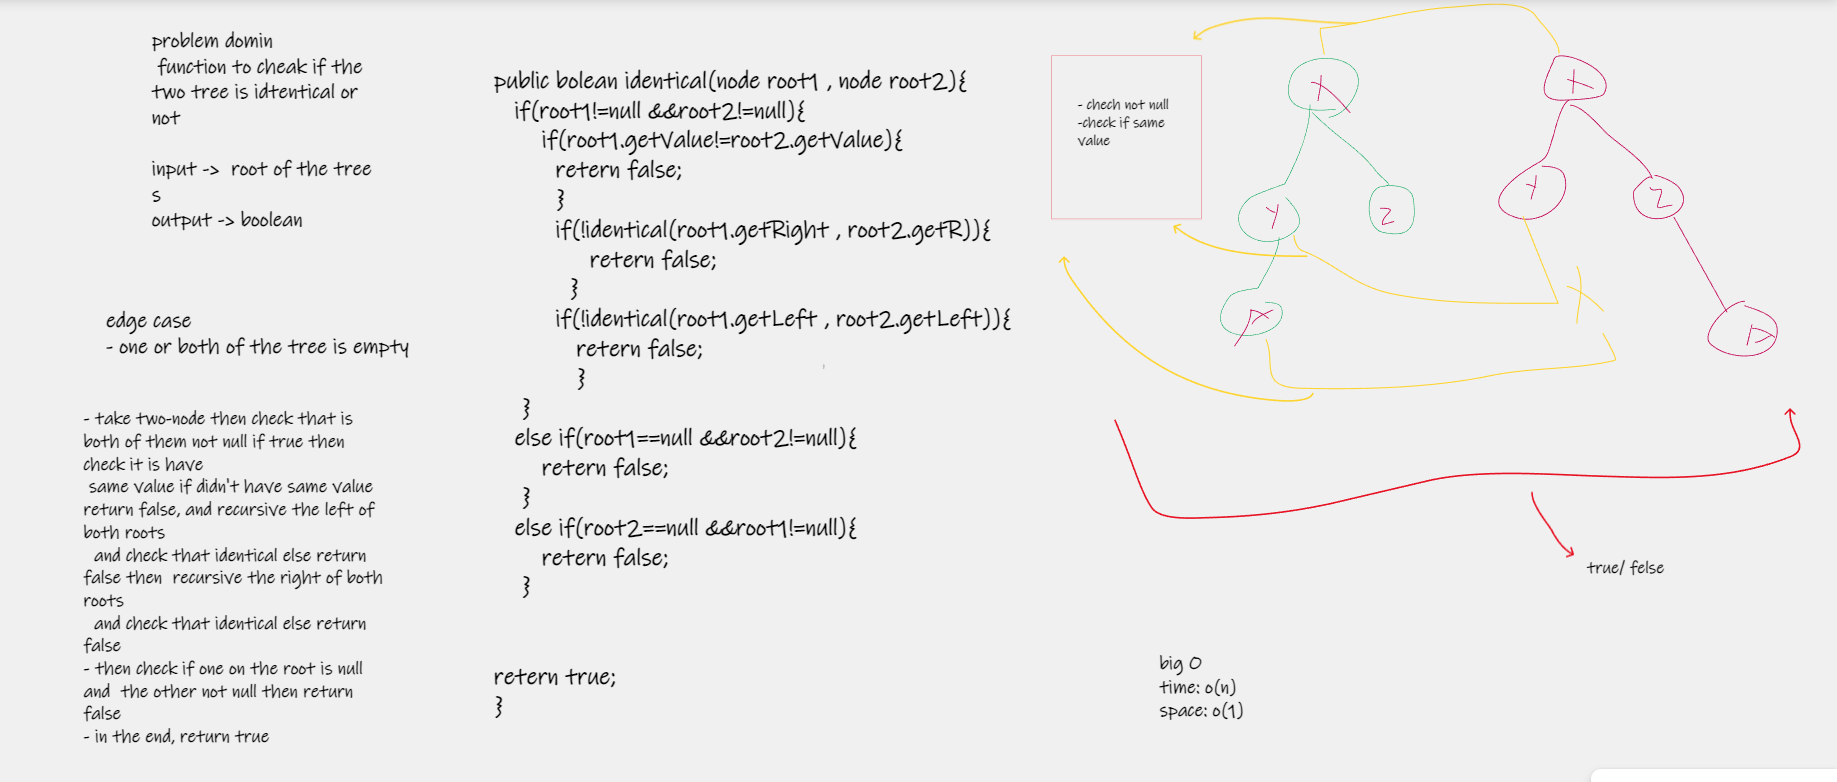 problem domin
function to cheak if the
two tree is idtentical or
not
input -> root of the tree
s
output -> boolean
edge case
- one or both of the tree is empty
- take two-node then check that is
both of them not null if true then
check it is have
same value if didn't have same value
return false, and recursive the left of
both roots
and check that identical else return
false then recursive the right of both
roots
and check that identical else return
false
- then check if one on the root is null
and the other not null then return
false
- in the end, return true
public bolean identical(node root1 , node root2){
if(root1!=null &&root2!=null){
if(root1.getValue!=root2.getValue){
retern false;
}
if(!identical(root1.getRight , root2.getR)){
retern false;
}
if(!identical(root1.getLeft , root2.getLeft)){
retern false;
}
}
else if(root1==null &&root2!=null){
retern false;
}
else if(root2==null &&root1!=null){
retern false;
}
retern true;
}
- chech not null
-check if same
value
X
Y
Z
A
X
Y
Z
D
true/ felse
big O
time: o(n)
space: o(1)